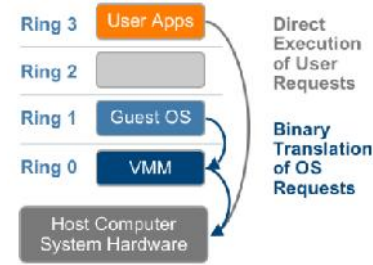 Ring 3
User Apps
Direct
Execution
of User
Requests
Ring 2
Ring 1
Guest OS
Binary
Translation
of OS
Requests
Ring 0
VMM
Host Computer
System Hardware